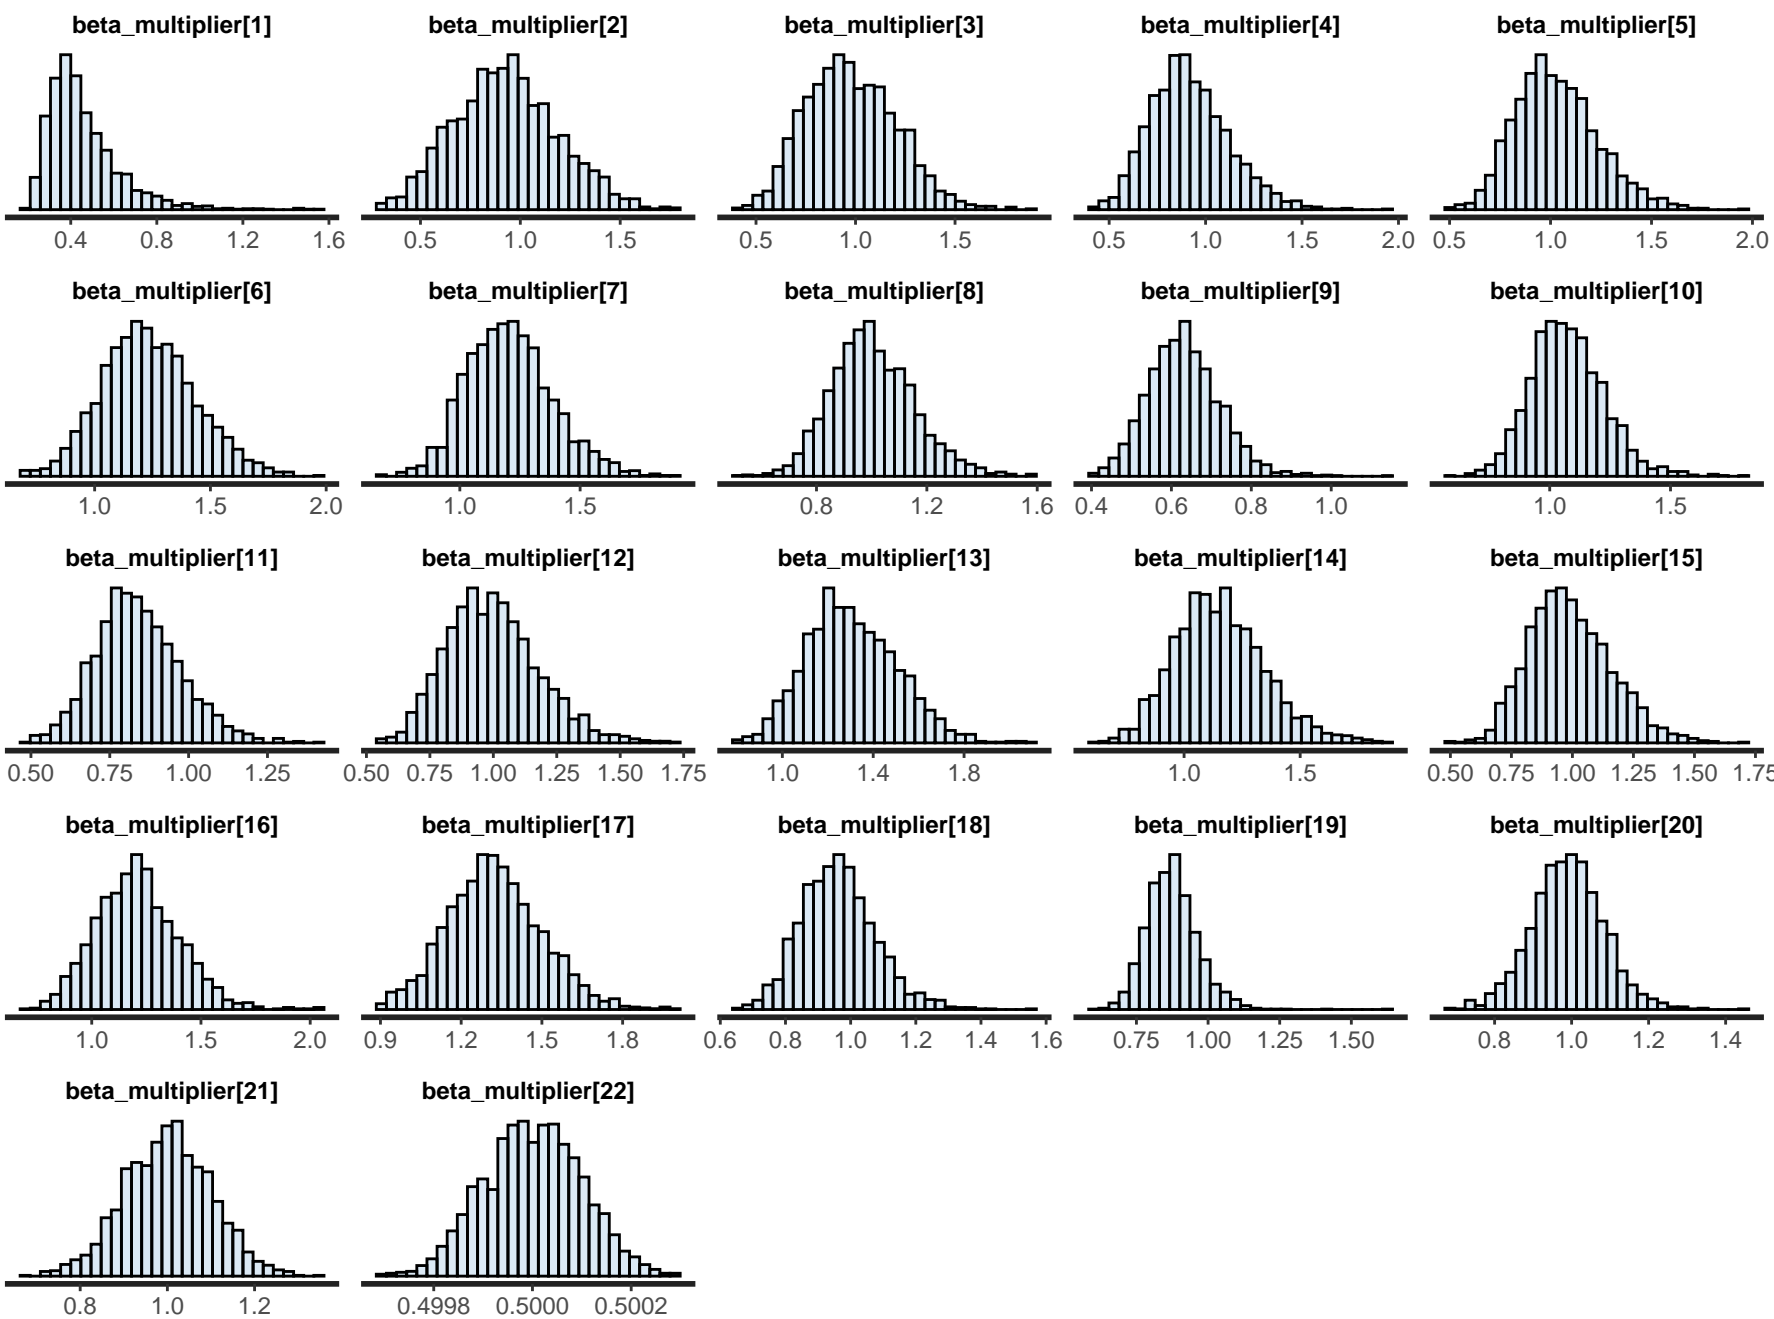 beta_multiplier[1] beta_multiplier[2] beta_multiplier[3] beta_multiplier[4] beta_multiplier[5]
0.4 0.8 1.2 1.6 0.5 1.0 1.5 0.5 1.0 1.5 0.5 1.0 1.5 2.0 0.5 1.0 1.5 2.0
beta_multiplier[6] beta_multiplier[7] beta_multiplier[8] beta_multiplier[9] beta_multiplier[10]
1.0 1.5 2.0 1.0 1.5 0.8 1.2 1.6 0.4 0.6 0.8 1.0 1.0 1.5
beta_multiplier[11] beta_multiplier[12] beta_multiplier[13] beta_multiplier[14] beta_multiplier[15]
0.50 0.75 1.00 1.25 0.50 0.75 1.00 1.25 1.50 1.75 1.0 1.4 1.8 1.0 1.5 0.50 0.75 1.00 1.25 1.50 1.75
beta_multiplier[16] beta_multiplier[17] beta_multiplier[18] beta_multiplier[19] beta_multiplier[20]
1.0 1.5 2.0 0.9 1.2 1.5 1.8 0.6 0.8 1.0 1.2 1.4 1.6 0.75 1.00 1.25 1.50 0.8 1.0 1.2 1.4
beta_multiplier[21] beta_multiplier[22]
0.8 1.0 1.2 0.4998 0.5000 0.5002